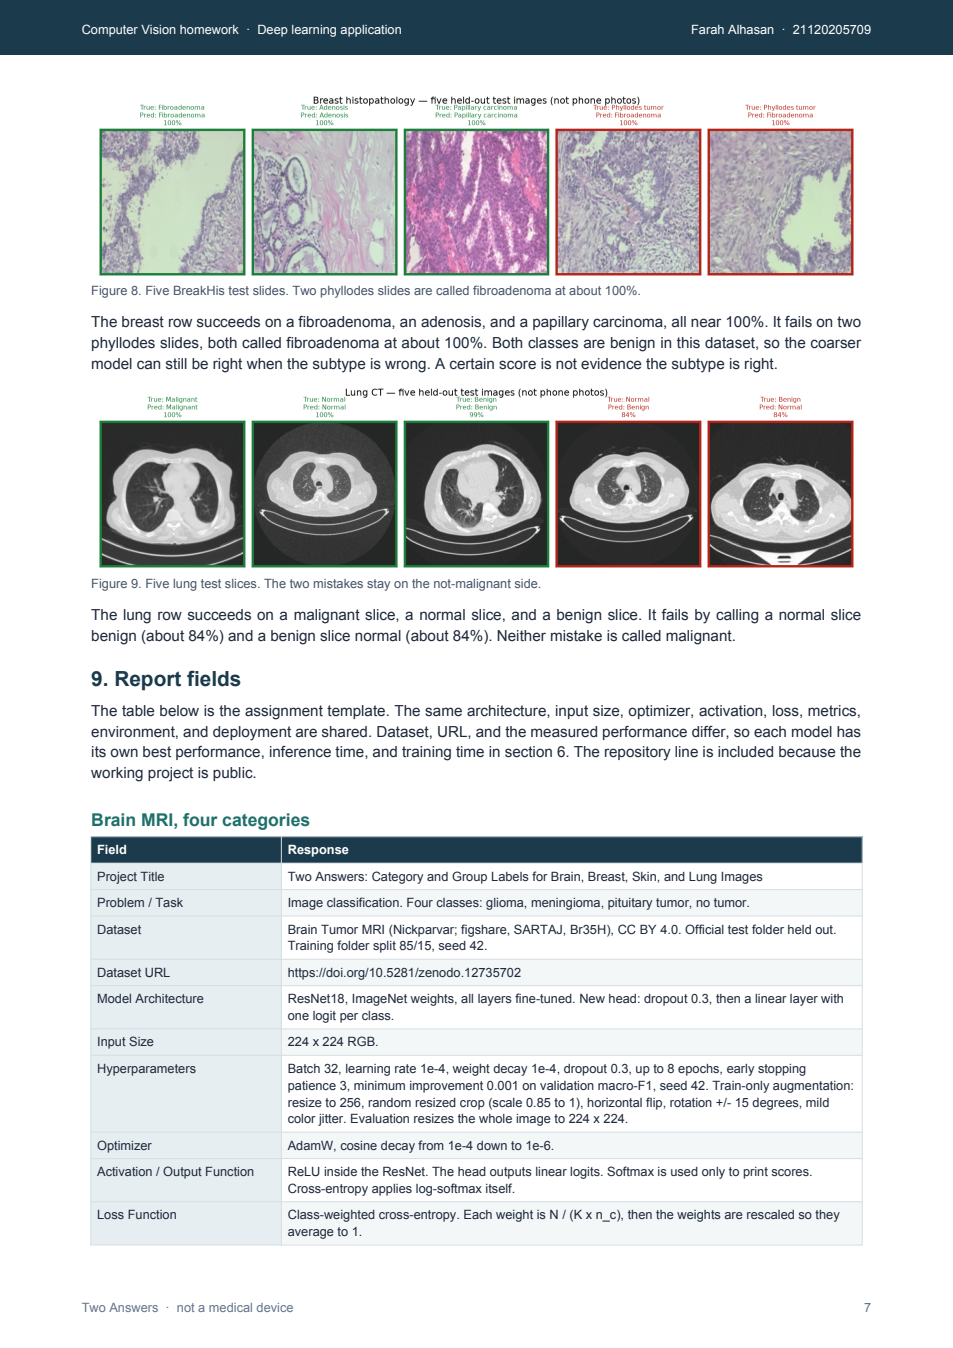 Computer Vision homework · Deep learning application
Farah Alhasan · 21120205709
Breast histopathology — five held-out test images (not phone photos)
True: Fibroadenoma
Pred: Fibroadenoma
100%
True: Adenosis
Pred: Adenosis
100%
True: Papillary carcinoma
Pred: Papillary carcinoma
100%
True: Phyllodes tumor
Pred: Fibroadenoma
100%
True: Phyllodes tumor
Pred: Fibroadenoma
100%
Figure 8. Five BreakHis test slides. Two phyllodes slides are called fibroadenoma at about 100%.
The breast row succeeds on a fibroadenoma, an adenosis, and a papillary carcinoma, all near 100%. It fails on two
phyllodes slides, both called fibroadenoma at about 100%. Both classes are benign in this dataset, so the coarser
model can still be right when the subtype is wrong. A certain score is not evidence the subtype is right.
Lung CT — five held-out test images (not phone photos)
True: Malignant
Pred: Malignant
100%
True: Normal
Pred: Normal
100%
True: Benign
Pred: Benign
99%
True: Normal
Pred: Benign
84%
True: Benign
Pred: Normal
84%
Figure 9. Five lung test slices. The two mistakes stay on the not-malignant side.
The lung row succeeds on a malignant slice, a normal slice, and a benign slice. It fails by calling a normal slice
benign (about 84%) and a benign slice normal (about 84%). Neither mistake is called malignant.
9. Report fields
The table below is the assignment template. The same architecture, input size, optimizer, activation, loss, metrics,
environment, and deployment are shared. Dataset, URL, and the measured performance differ, so each model has
its own best performance, inference time, and training time in section 6. The repository line is included because the
working project is public.
Brain MRI, four categories
Field
Response
Project Title
Two Answers: Category and Group Labels for Brain, Breast, Skin, and Lung Images
Problem / Task
Image classification. Four classes: glioma, meningioma, pituitary tumor, no tumor.
Dataset
Brain Tumor MRI (Nickparvar; figshare, SARTAJ, Br35H), CC BY 4.0. Official test folder held out.
Training folder split 85/15, seed 42.
Dataset URL
https://doi.org/10.5281/zenodo.12735702
Model Architecture
ResNet18, ImageNet weights, all layers fine-tuned. New head: dropout 0.3, then a linear layer with
one logit per class.
Input Size
224 x 224 RGB.
Hyperparameters
Batch 32, learning rate 1e-4, weight decay 1e-4, dropout 0.3, up to 8 epochs, early stopping
patience 3, minimum improvement 0.001 on validation macro-F1, seed 42. Train-only augmentation:
resize to 256, random resized crop (scale 0.85 to 1), horizontal flip, rotation +/- 15 degrees, mild
color jitter. Evaluation resizes the whole image to 224 x 224.
Optimizer
AdamW, cosine decay from 1e-4 down to 1e-6.
Activation / Output Function
ReLU inside the ResNet. The head outputs linear logits. Softmax is used only to print scores.
Cross-entropy applies log-softmax itself.
Loss Function
Class-weighted cross-entropy. Each weight is N / (K x n_c), then the weights are rescaled so they
average to 1.
Two Answers · not a medical device
7